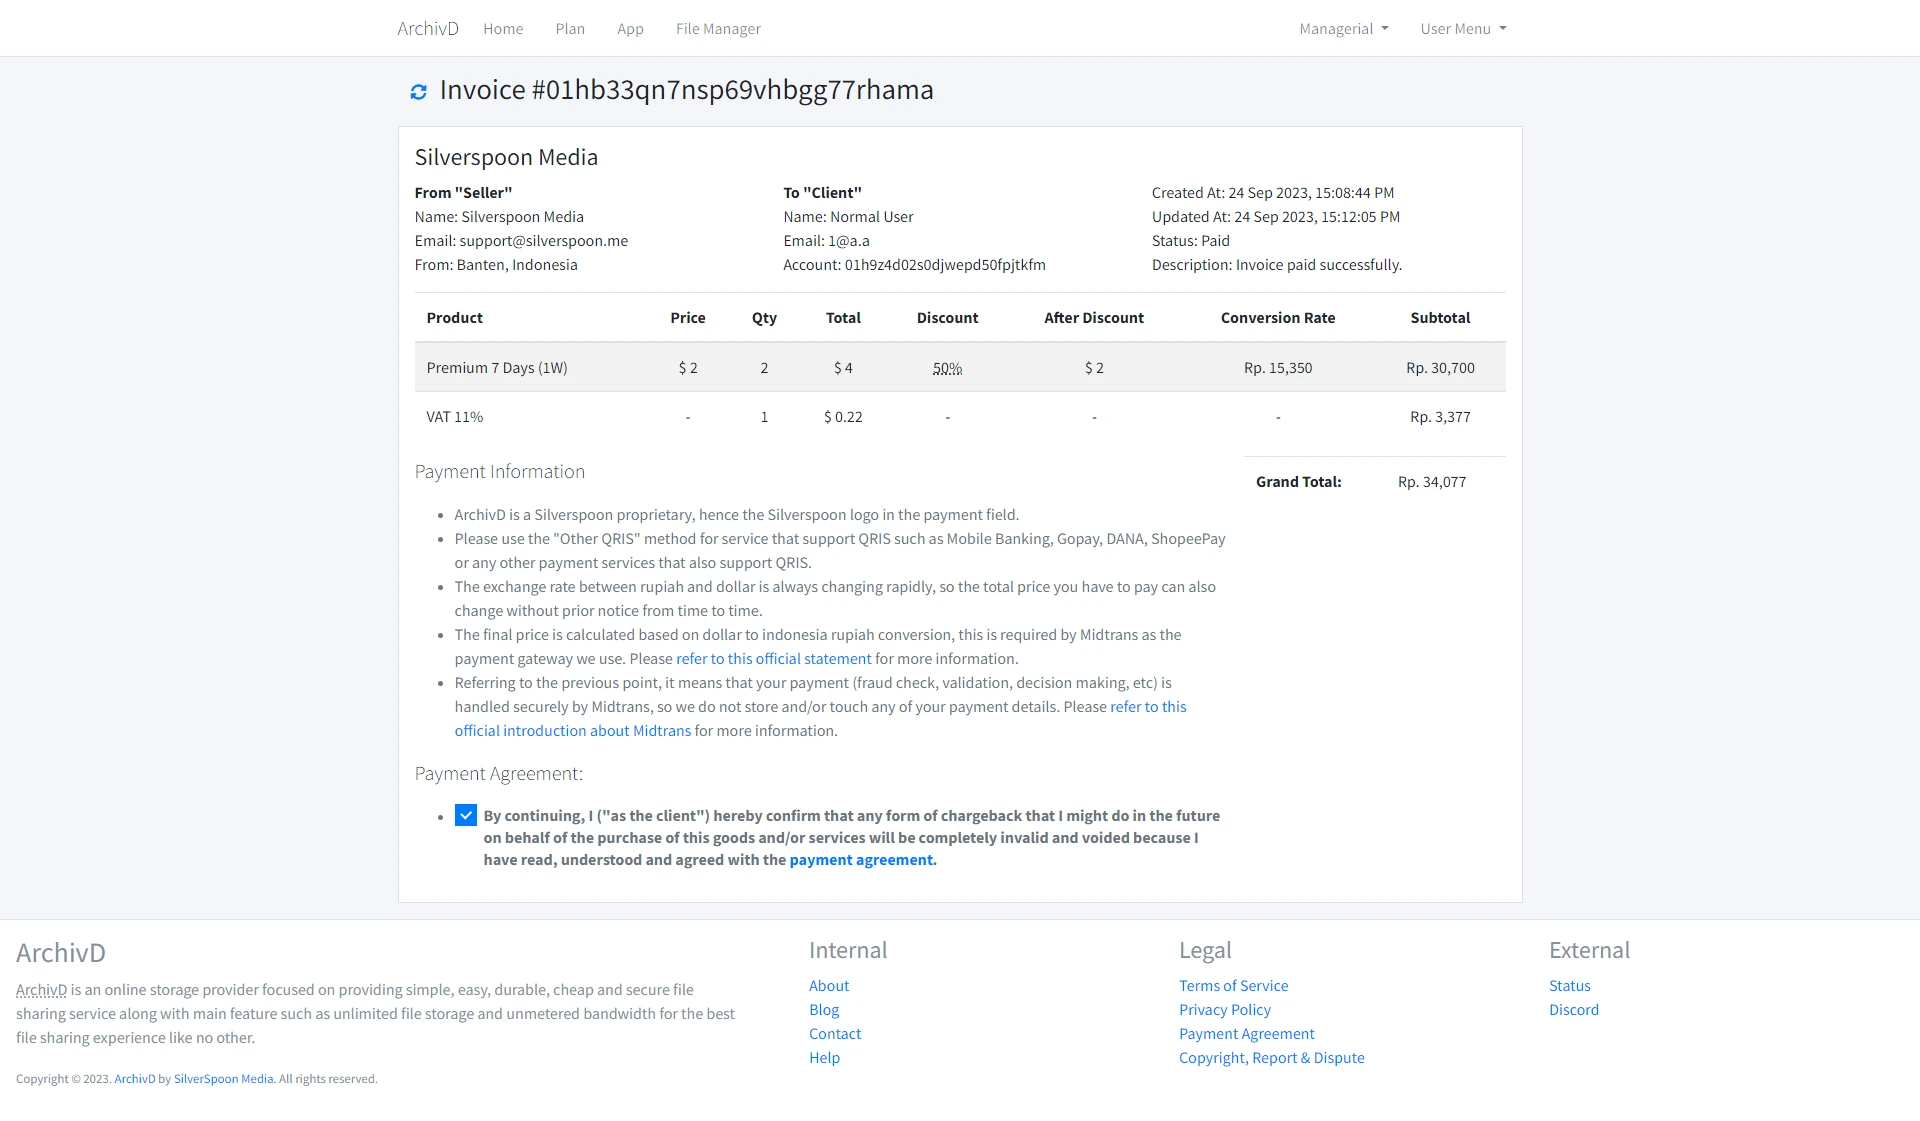 ArchivD Home Plan App File Manager Managerial User Menu
Invoice #01hb33qn7nsp69vhbgg77rhama
Silverspoon Media
From "Seller"
Name: Silverspoon Media
Email: support@silverspoon.me
From: Banten, Indonesia
To "Client"
Name: Normal User
Email: 1@a.a
Account: 01h9z4d02s0djwepd50fpjtkfm
Created At: 24 Sep 2023, 15:08:44 PM
Updated At: 24 Sep 2023, 15:12:05 PM
Status: Paid
Description: Invoice paid successfully.
Product Price Qty Total Discount After Discount Conversion Rate Subtotal
Premium 7 Days (1W) $ 2 2 $ 4 50% $ 2 Rp. 15,350 Rp. 30,700
VAT 11% - 1 $ 0.22 - - - Rp. 3,377
Grand Total: Rp. 34,077
Payment Information
ArchivD is a Silverspoon proprietary, hence the Silverspoon logo in the payment field.
Please use the "Other QRIS" method for service that support QRIS such as Mobile Banking, Gopay, DANA, ShopeePay
or any other payment services that also support QRIS.
The exchange rate between rupiah and dollar is always changing rapidly, so the total price you have to pay can also
change without prior notice from time to time.
The final price is calculated based on dollar to indonesia rupiah conversion, this is required by Midtrans as the
payment gateway we use. Please refer to this official statement for more information.
Referring to the previous point, it means that your payment (fraud check, validation, decision making, etc) is
handled securely by Midtrans, so we do not store and/or touch any of your payment details. Please refer to this
official introduction about Midtrans for more information.
Payment Agreement:
By continuing, I ("as the client") hereby confirm that any form of chargeback that I might do in the future
on behalf of the purchase of this goods and/or services will be completely invalid and voided because I
have read, understood and agreed with the payment agreement.
ArchivD
ArchivD is an online storage provider focused on providing simple, easy, durable, cheap and secure file
sharing service along with main feature such as unlimited file storage and unmetered bandwidth for the best
file sharing experience like no other.
Copyright © 2023. ArchivD by SilverSpoon Media. All rights reserved.
Internal
About
Blog
Contact
Help
Legal
Terms of Service
Privacy Policy
Payment Agreement
Copyright, Report & Dispute
External
Status
Discord